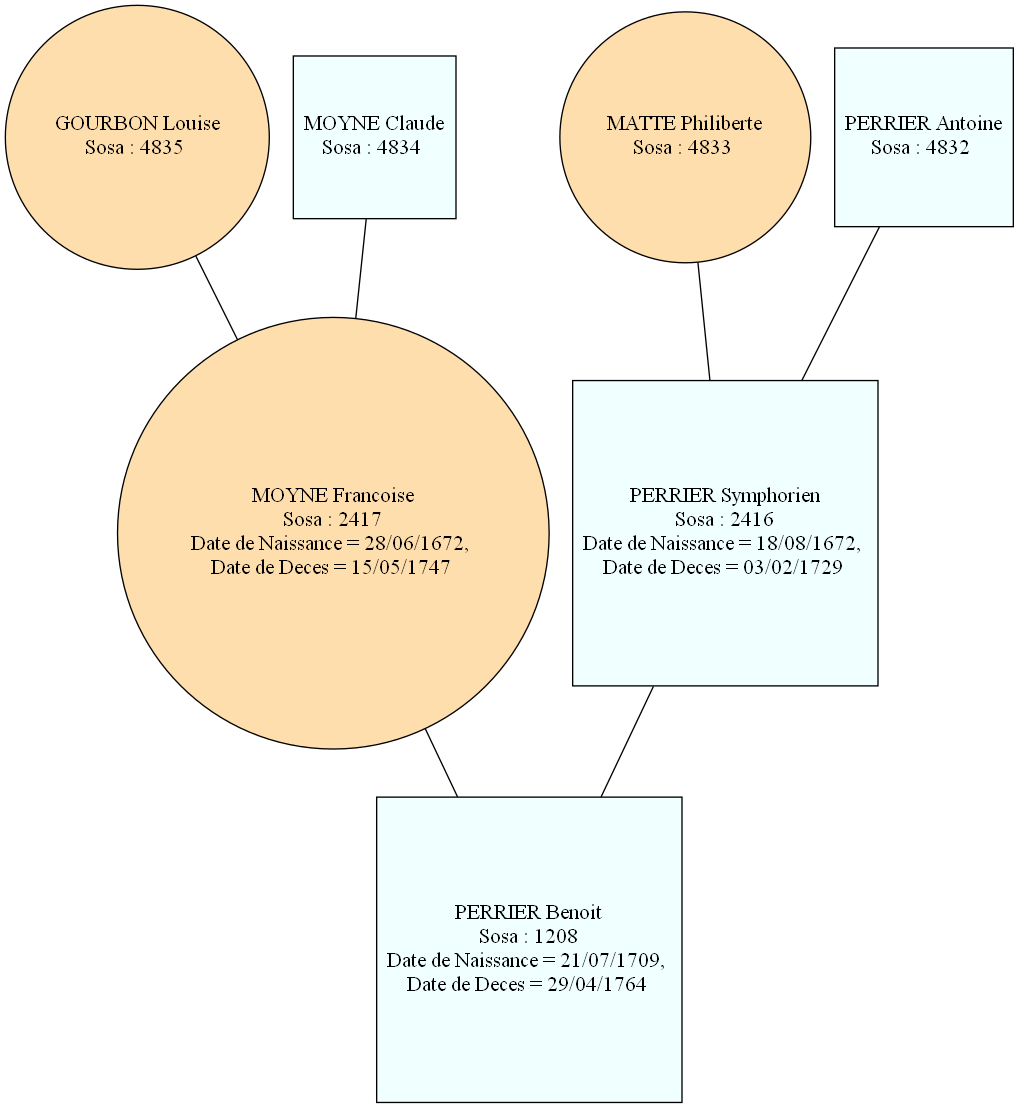 GOURBON Louise
Sosa : 4835
MOYNE Claude
Sosa : 4834
MATTE Philiberte
Sosa : 4833
PERRIER Antoine
Sosa : 4832
MOYNE Francoise
Sosa : 2417
Date de Naissance = 28/06/1672,
Date de Deces = 15/05/1747
PERRIER Symphorien
Sosa : 2416
Date de Naissance = 18/08/1672,
Date de Deces = 03/02/1729
PERRIER Benoit
Sosa : 1208
Date de Naissance = 21/07/1709,
Date de Deces = 29/04/1764